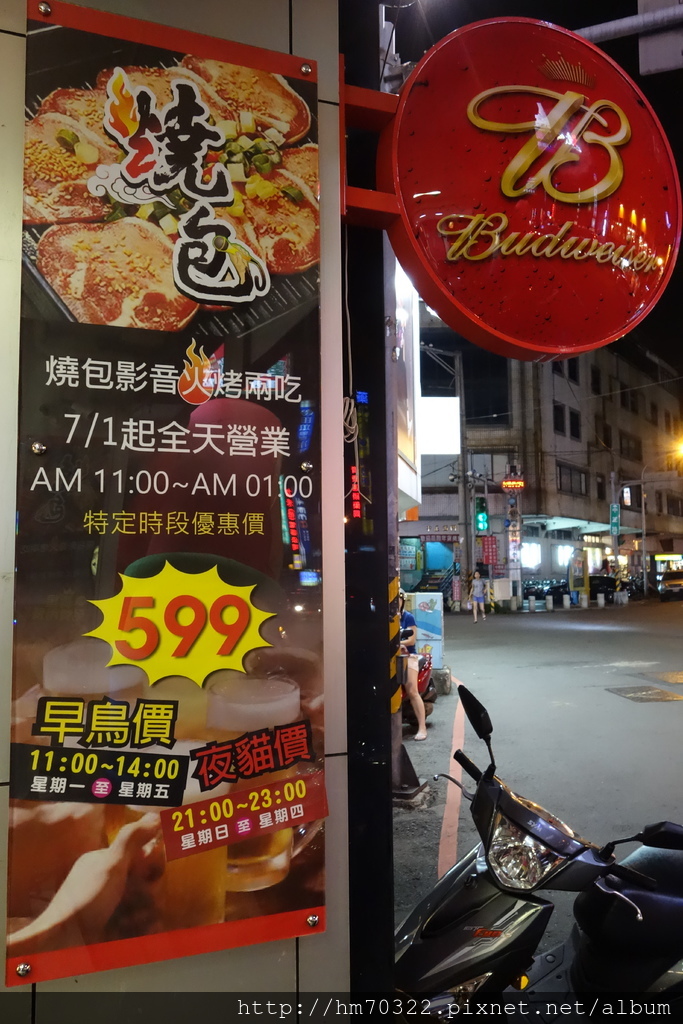 燒包
燒包影音火烤兩吃
7/1起全天營業
AM 11:00~AM 01:00
特定時段優惠價
599
早鳥價
11:00~14:00
星期一 至 星期五
夜貓價
21:00~23:00
星期日 至 星期四
B
Budweiser
http://hm70322.pixnet.net/album